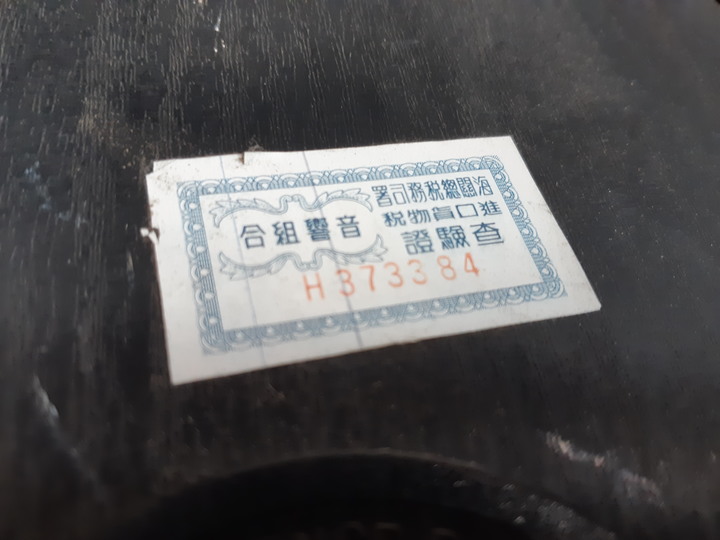 海關總稅務司署
進口貨物稅
查驗證
音響組合
H373384